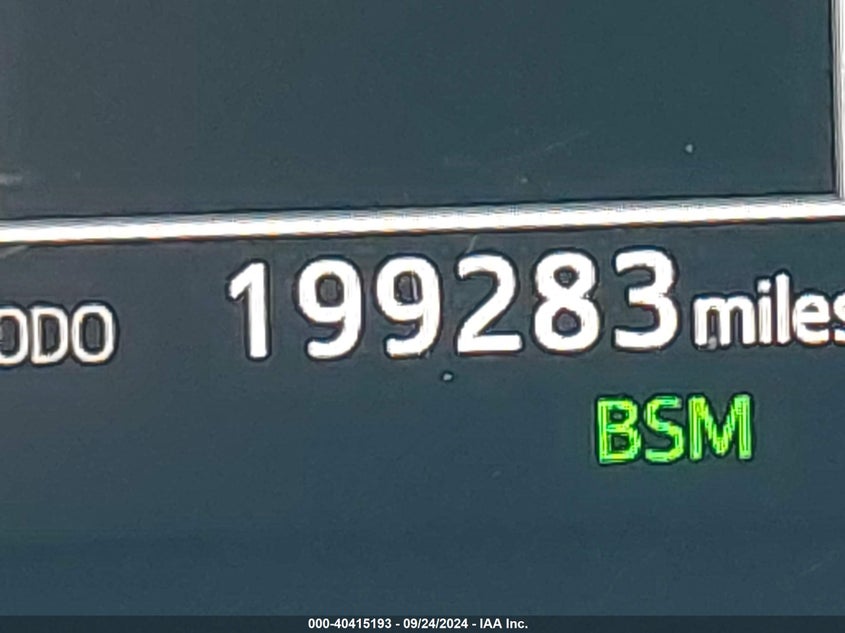 ODO 199283 miles
BSM
000-40415193 - 09/24/2024 - IAA Inc.